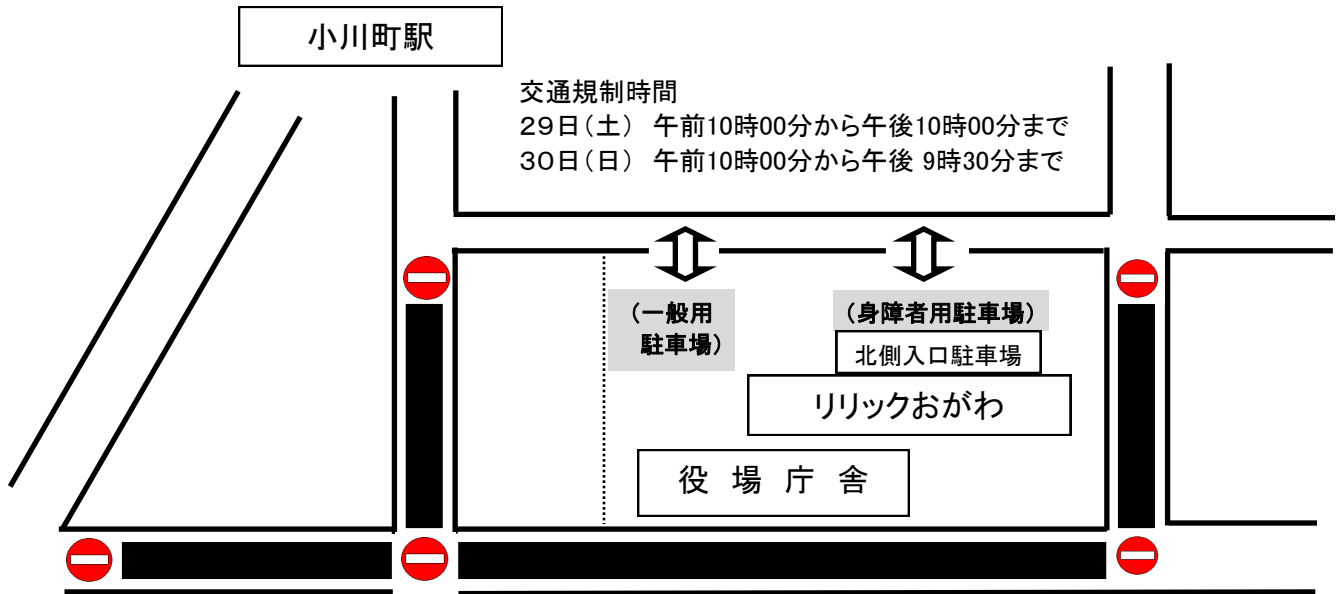 小川町駅
交通規制時間
２９日（土） 午前10時00分から午後10時00分まで
３０日（日） 午前10時00分から午後 9時30分まで
（一般用
駐車場）
（身障者用駐車場）
北側入口駐車場
リリックおがわ
役 場 庁 舎